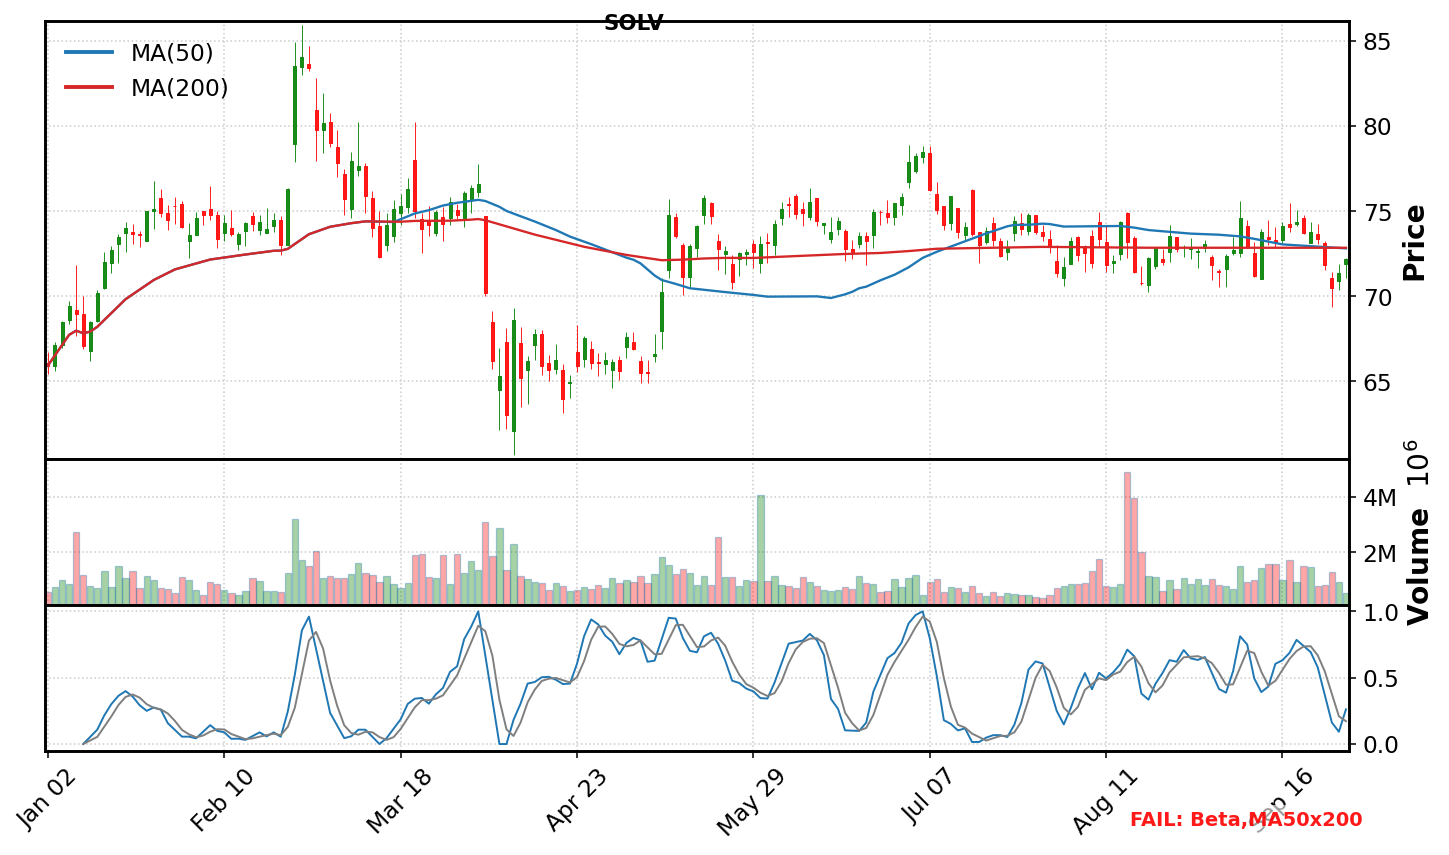 SOLV
MA(50)
MA(200)
85
80
75
70
65
Price
4M
2M
Volume 10^6
1.0
0.5
0.0
Jan 02
Feb 10
Mar 18
Apr 23
May 29
Jul 07
Aug 11
Sep 16
FAIL: Beta,MA50x200